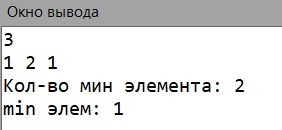 Окно вывода
3
1 2 1
Кол-во мин элемента: 2
min элем: 1